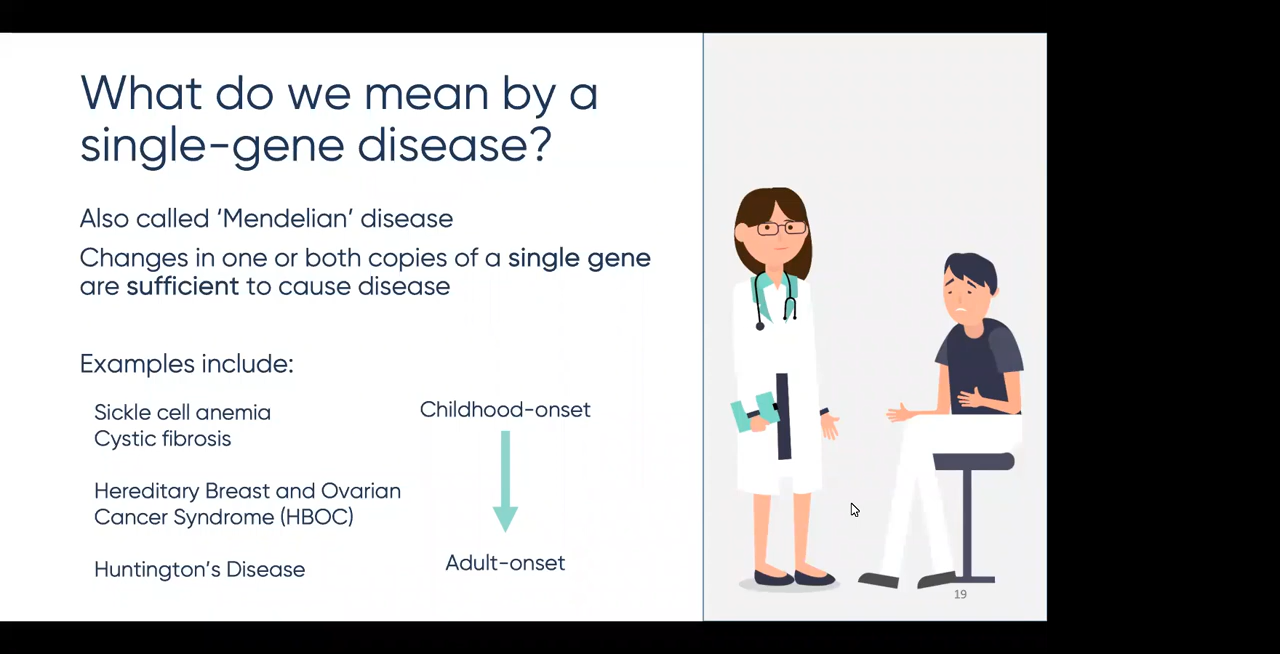 What do we mean by a
single-gene disease?
Also called ‘Mendelian’ disease
Changes in one or both copies of a single gene
are sufficient to cause disease
Examples include:
Sickle cell anemia
Cystic fibrosis
Hereditary Breast and Ovarian
Cancer Syndrome (HBOC)
Huntington’s Disease
Childhood-onset
Adult-onset
19